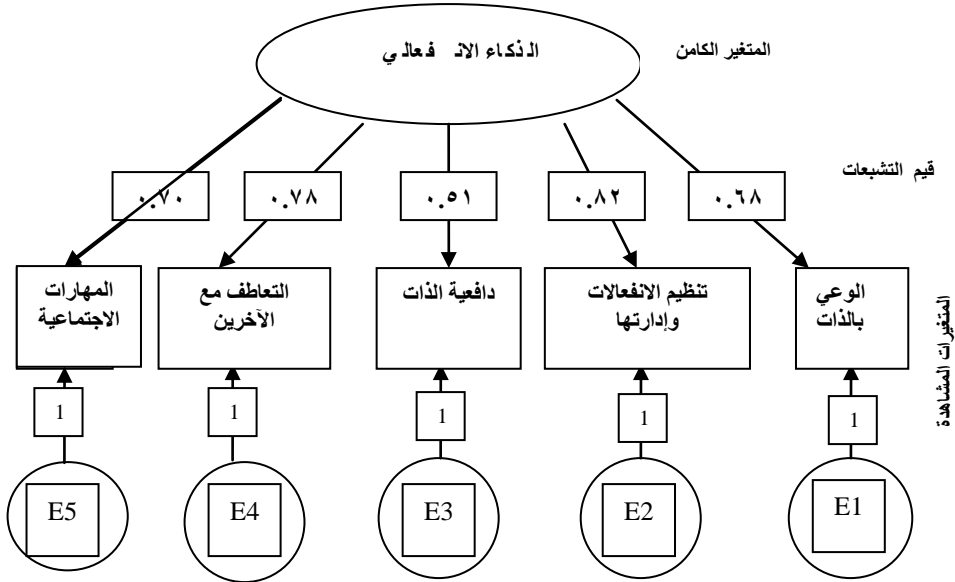 الذكاء الانفعالي
المتغير الكامن
قيم التشبعات
٠.٦٨
٠.٨٢
٠.٥١
٠.٧٨
٠.٧٠
الوعي
بالذات
تنظيم الانفعالات
وإدارتها
دافعية الذات
التعاطف مع
الآخرين
المهارات
الاجتماعية
المتغيرات المشاهدة
1
1
1
1
1
E1
E2
E3
E4
E5